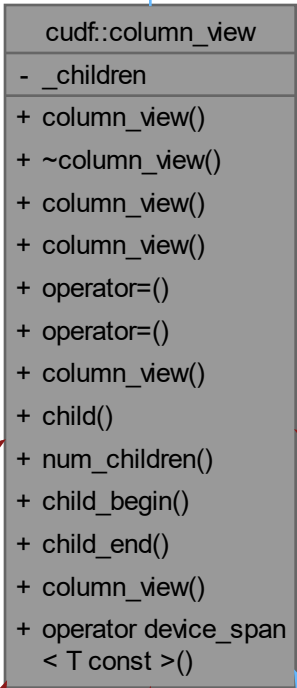 cudf::column_view
- _children
+ column_view()
+ ~column_view()
+ column_view()
+ column_view()
+ operator=()
+ operator=()
+ column_view()
+ child()
+ num_children()
+ child_begin()
+ child_end()
+ column_view()
+ operator device_span
< T const >()